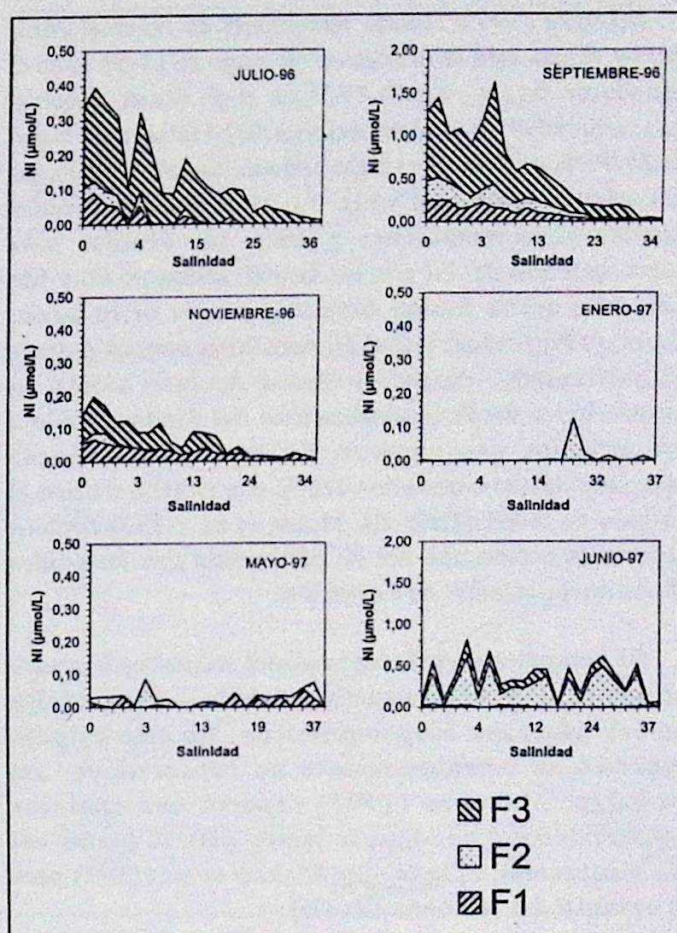 JULIO-96
NI (µmol/L)
0,50
0,40
0,30
0,20
0,10
0,00
0 4 15 25 36
Salinidad
SEPTIEMBRE-96
NI (µmol/L)
2,00
1,50
1,00
0,50
0,00
0 3 13 23 34
Salinidad
NOVIEMBRE-96
NI (µmol/L)
0,50
0,40
0,30
0,20
0,10
0,00
0 3 13 25 34
Salinidad
ENERO-97
NI (µmol/L)
0,50
0,40
0,30
0,20
0,10
0,00
0 4 14 26 37
Salinidad
MAYO-97
NI (µmol/L)
0,50
0,40
0,30
0,20
0,10
0,00
0 3 13 19 37
Salinidad
JUNIO-97
NI (µmol/L)
2,00
1,50
1,00
0,50
0,00
0 4 12 24 37
Salinidad
F3
F2
F1